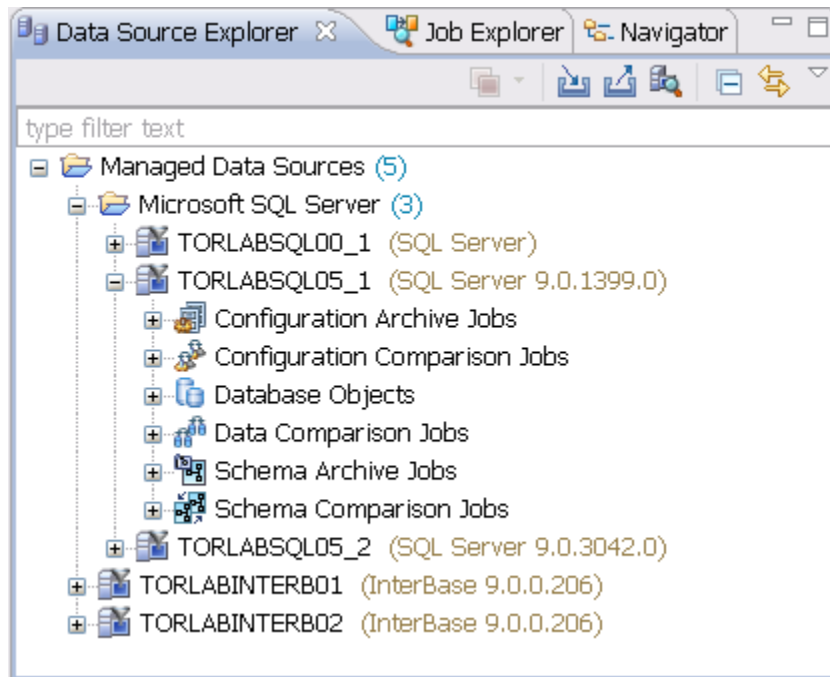 Data Source Explorer Job Explorer Navigator
type filter text
Managed Data Sources (5)
Microsoft SQL Server (3)
TORLABSQL00_1 (SQL Server)
TORLABSQL05_1 (SQL Server 9.0.1399.0)
Configuration Archive Jobs
Configuration Comparison Jobs
Database Objects
Data Comparison Jobs
Schema Archive Jobs
Schema Comparison Jobs
TORLABSQL05_2 (SQL Server 9.0.3042.0)
TORLABINTERB01 (InterBase 9.0.0.206)
TORLABINTERB02 (InterBase 9.0.0.206)